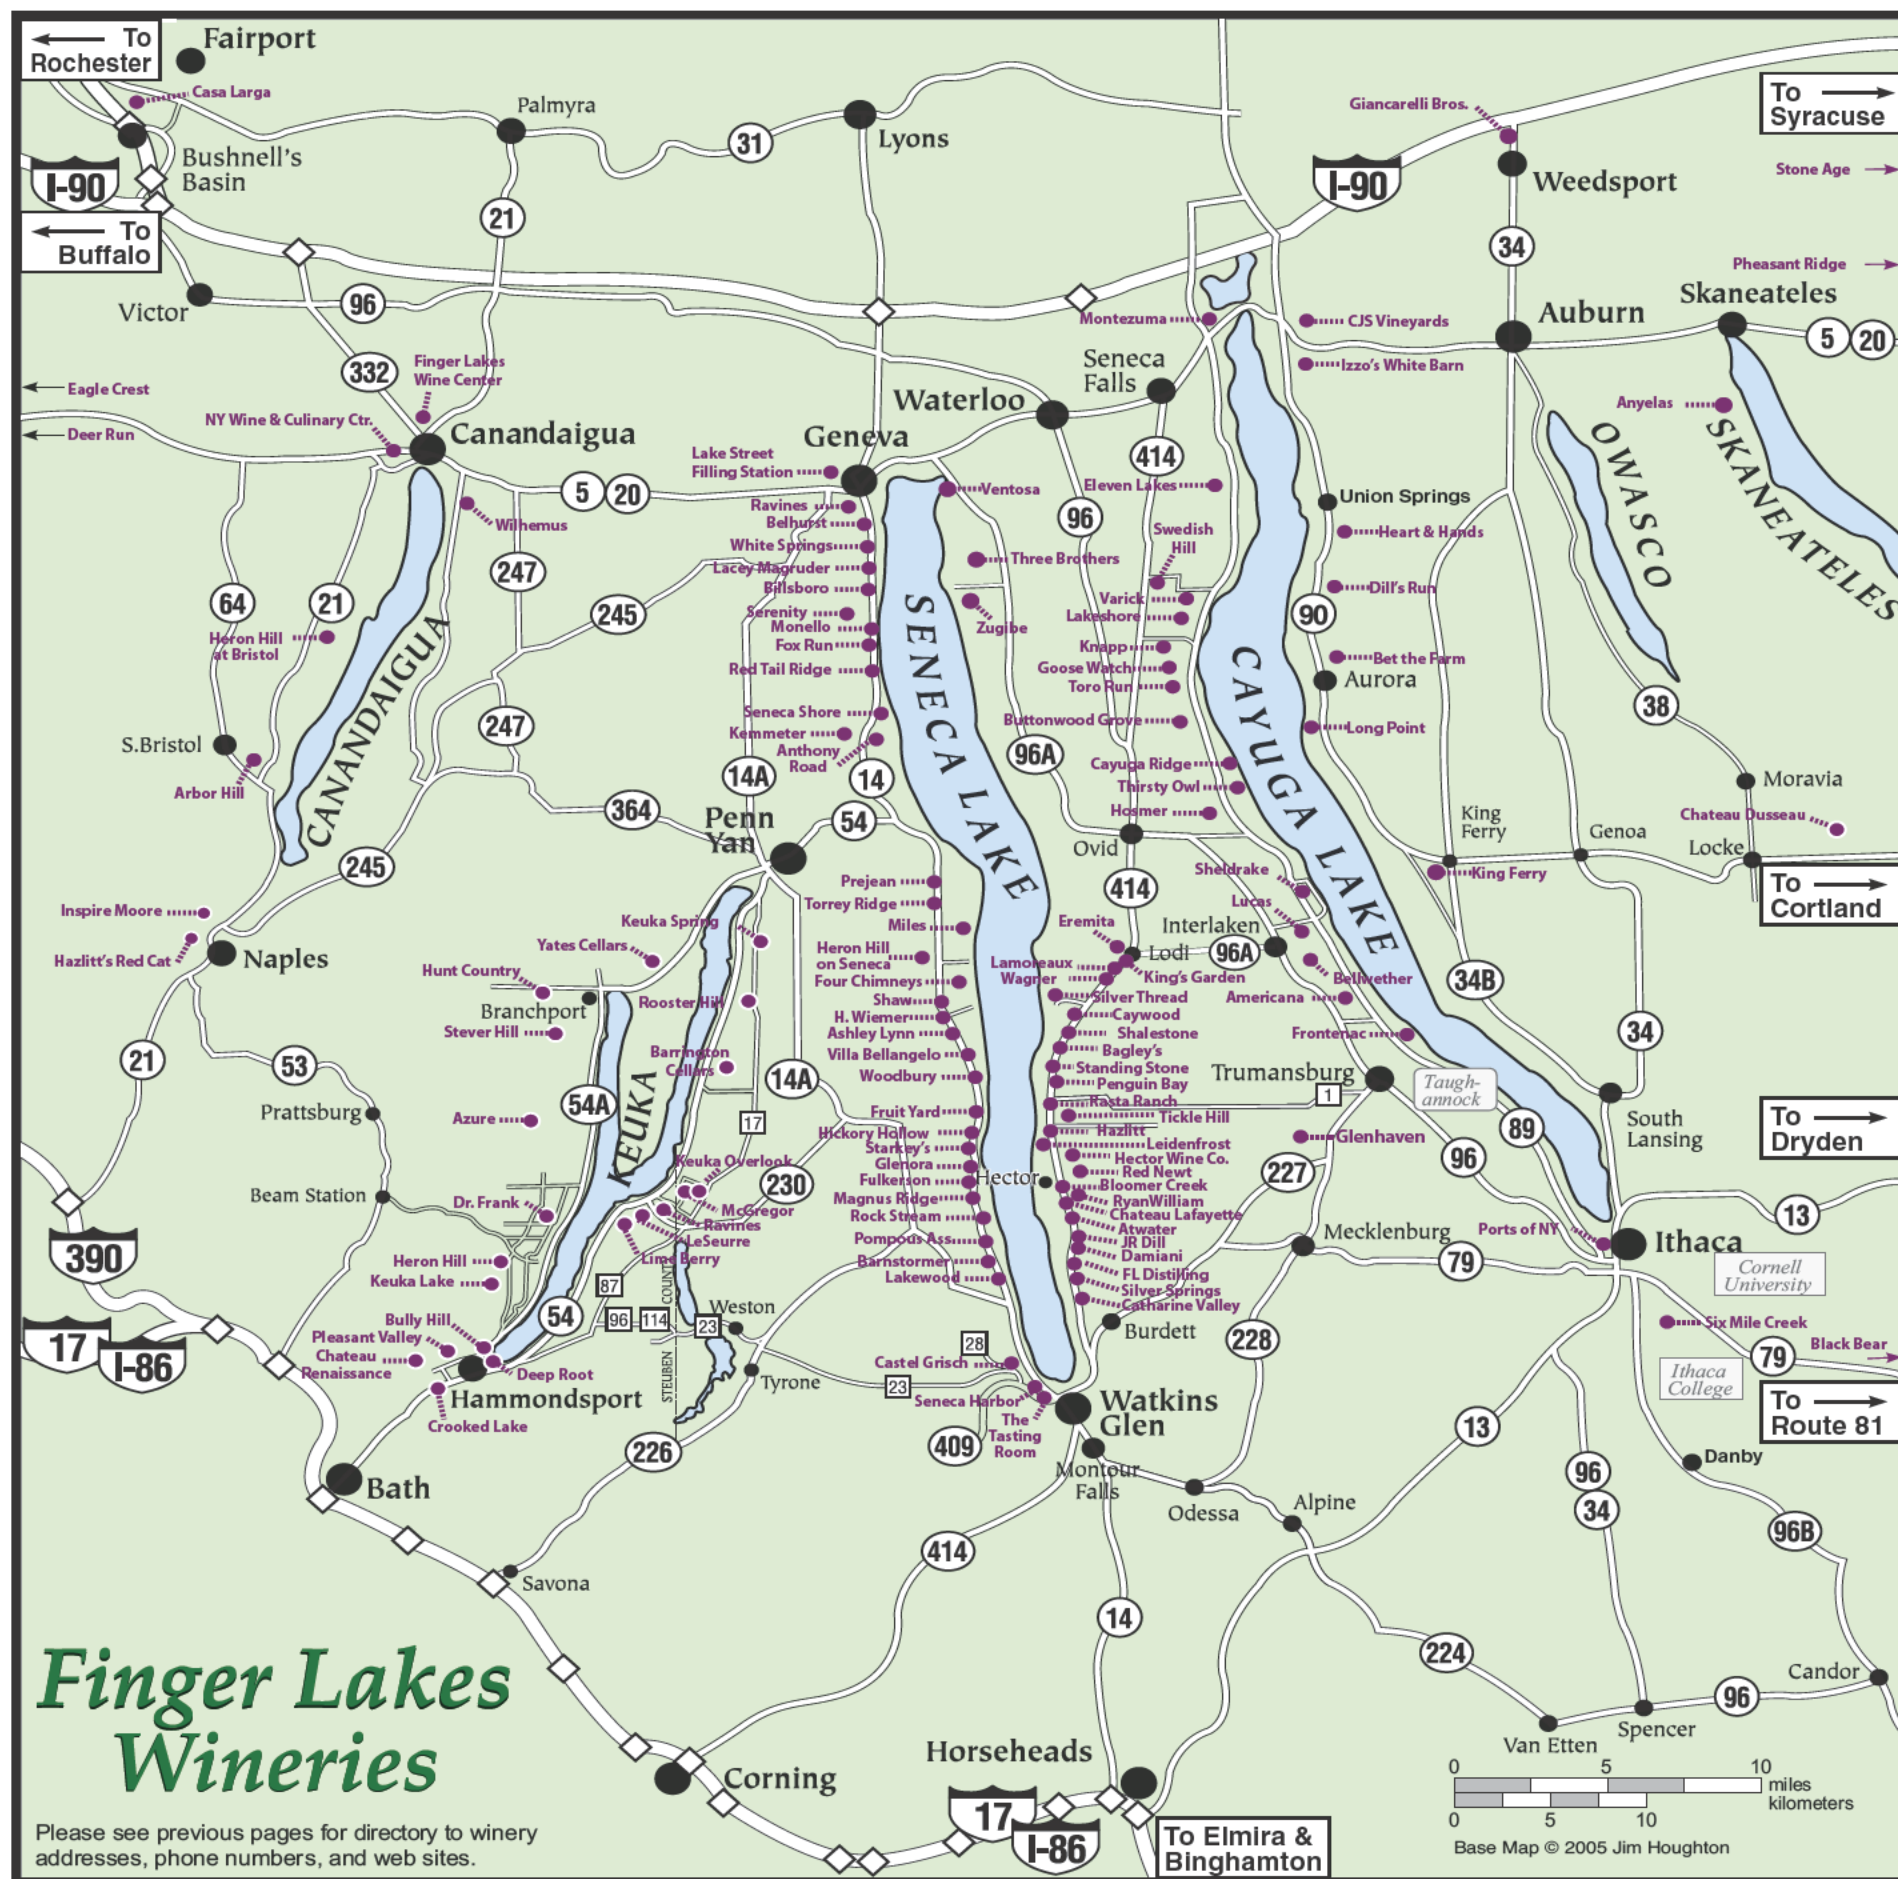 To
Rochester
Fairport
Casa Larga
Palmyra
31
Lyons
Giancarelli Bros.
To
Syracuse
Bushnell's
Basin
I-90
I-90
Weedsport
Stone Age
21
To
Buffalo
34
Pheasant Ridge
Skaneateles
Victor
96
Montezuma
CJS Vineyards
Auburn
5
20
332
Finger Lakes
Wine Center
Seneca
Falls
Izzo's White Barn
Eagle Crest
NY Wine & Culinary Ctr.
Waterloo
Anyelas
Deer Run
Canandaigua
Geneva
OWASCO
SKANEATELES
Lake Street
Filling Station
414
5
20
Ventosa
Eleven Lakes
Union Springs
Wilhemus
Ravines
Belhurst
96
Swedish
Hill
Heart & Hands
White Springs
Three Brothers
247
Lacey Magruder
Billsboro
Dill's Run
64
21
245
Serenity
Monello
Zugibe
Varick
Lakeshore
90
Heron Hill
at Bristol
Fox Run
Knapp
Goose Watch
Bet the Farm
Red Tail Ridge
Toro Run
Aurora
CANANDAIGUA
SENECA LAKE
CAYUGA LAKE
38
247
Seneca Shore
Buttonwood Grove
Long Point
S.Bristol
Kemmeter
Anthony
Road
96A
Cayuga Ridge
Arbor Hill
14A
14
Thirsty Owl
Moravia
364
Penn
Yan
54
Hosmer
King
Ferry
Genoa
Chateau Dusseau
Ovid
Locke
245
Sheldrake
King Ferry
To
Cortland
Prejean
414
Inspire Moore
Torrey Ridge
Lucas
Keuka Spring
Miles
Eremita
Interlaken
Hazlitt's Red Cat
Naples
Yates Cellars
Heron Hill
on Seneca
Lodi
96A
Hunt Country
Four Chimneys
Lamoreaux
Wagner
King's Garden
Bellwether
34B
Branchport
Rooster Hill
Shaw
Silver Thread
Americana
Stever Hill
H. Wiemer
Caywood
Ashley Lynn
Shalestone
Frontenac
34
21
53
Barrington
Cellars
Villa Bellangelo
Bagley's
Woodbury
Standing Stone
Trumansburg
Penguin Bay
Taugh-
annock
Prattsburg
54A
KEUKA
14A
Rasta Ranch
1
Azure
17
Fruit Yard
Tickle Hill
89
South
Lansing
To
Dryden
Hickory Hollow
Hazlitt
Glenhaven
Starkey's
Leidenfrost
Keuka Overlook
Glenora
Hector Wine Co.
96
Beam Station
230
Fulkerson
Hector
Red Newt
227
Dr. Frank
McGregor
Magnus Ridge
Bloomer Creek
Ravines
Rock Stream
RyanWilliam
13
LeSeurre
Chateau Lafayette
390
Pompous Ass
Atwater
Mecklenburg
Ports of NY
Ithaca
Heron Hill
Lime Berry
Barnstormer
JR Dill
79
Cornell
University
Keuka Lake
Lakewood
Damiani
87
COUNTY
FL Distilling
Silver Springs
54
96
114
23
Weston
Catharine Valley
Six Mile Creek
Bully Hill
Burdett
17
I-86
Pleasant Valley
28
228
79
Black Bear
Chateau
Renaissance
Castel Grisch
Deep Root
STEUBEN
Tyrone
23
Ithaca
College
Hammondsport
Seneca Harbor
Watkins
Glen
To
Route 81
Crooked Lake
The
Tasting
Room
13
226
409
Danby
Montour
Falls
96
Bath
Odessa
Alpine
34
96B
414
Savona
14
224
Candor
Finger Lakes
Wineries
96
Spencer
Van Etten
Horseheads
0 5 10
miles
kilometers
0 5 10
Corning
17
I-86
To Elmira &
Binghamton
Base Map © 2005 Jim Houghton
Please see previous pages for directory to winery
addresses, phone numbers, and web sites.